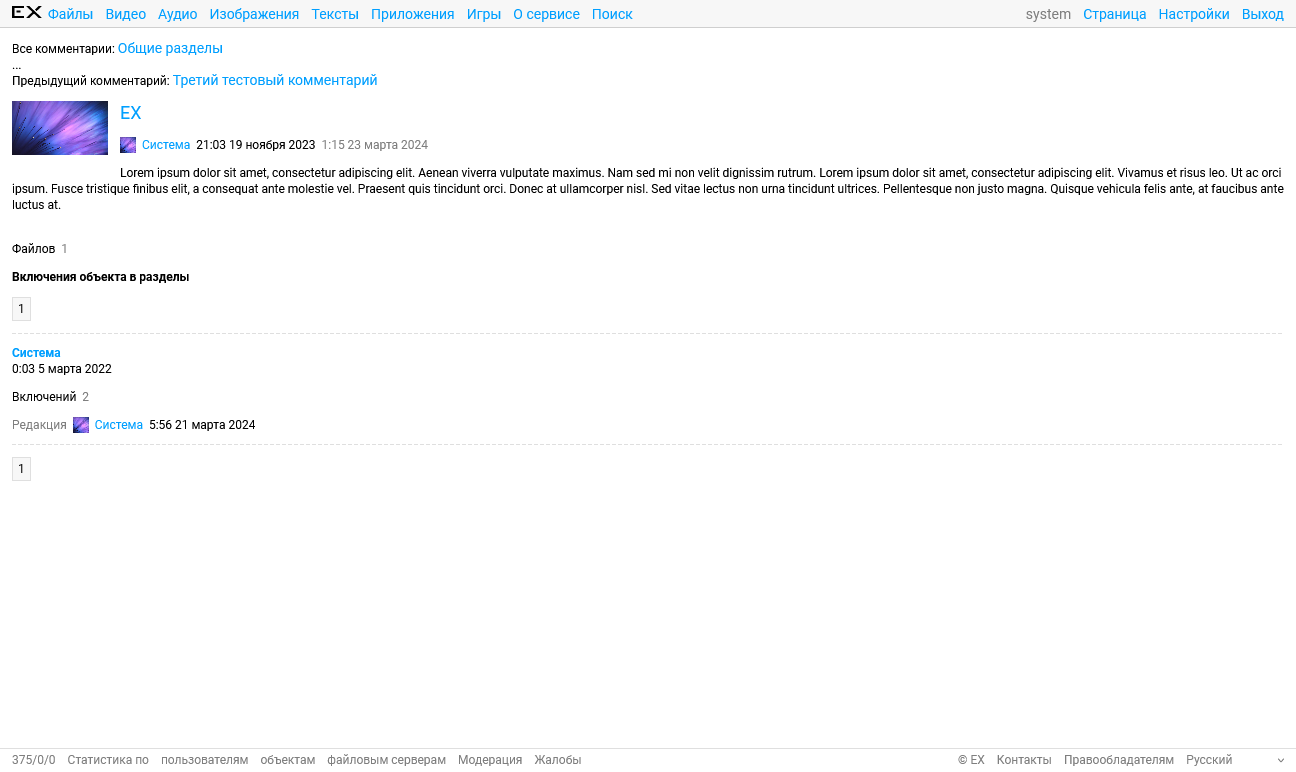 EX Файлы Видео Аудио Изображения Тексты Приложения Игры О сервисе Поиск system Страница Настройки Выход
Все комментарии: Общие разделы
...
Предыдущий комментарий: Третий тестовый комментарий
EX
Система 21:03 19 ноября 2023 1:15 23 марта 2024
Lorem ipsum dolor sit amet, consectetur adipiscing elit. Aenean viverra vulputate maximus. Nam sed mi non velit dignissim rutrum. Lorem ipsum dolor sit amet, consectetur adipiscing elit. Vivamus et risus leo. Ut ac orci
ipsum. Fusce tristique finibus elit, a consequat ante molestie vel. Praesent quis tincidunt orci. Donec at ullamcorper nisl. Sed vitae lectus non urna tincidunt ultrices. Pellentesque non justo magna. Quisque vehicula felis ante, at faucibus ante
luctus at.
Файлов 1
Включения объекта в разделы
1
Система
0:03 5 марта 2022
Включений 2
Редакция Система 5:56 21 марта 2024
1
375/0/0 Статистика по пользователям объектам файловым серверам Модерация Жалобы © EX Контакты Правообладателям Русский